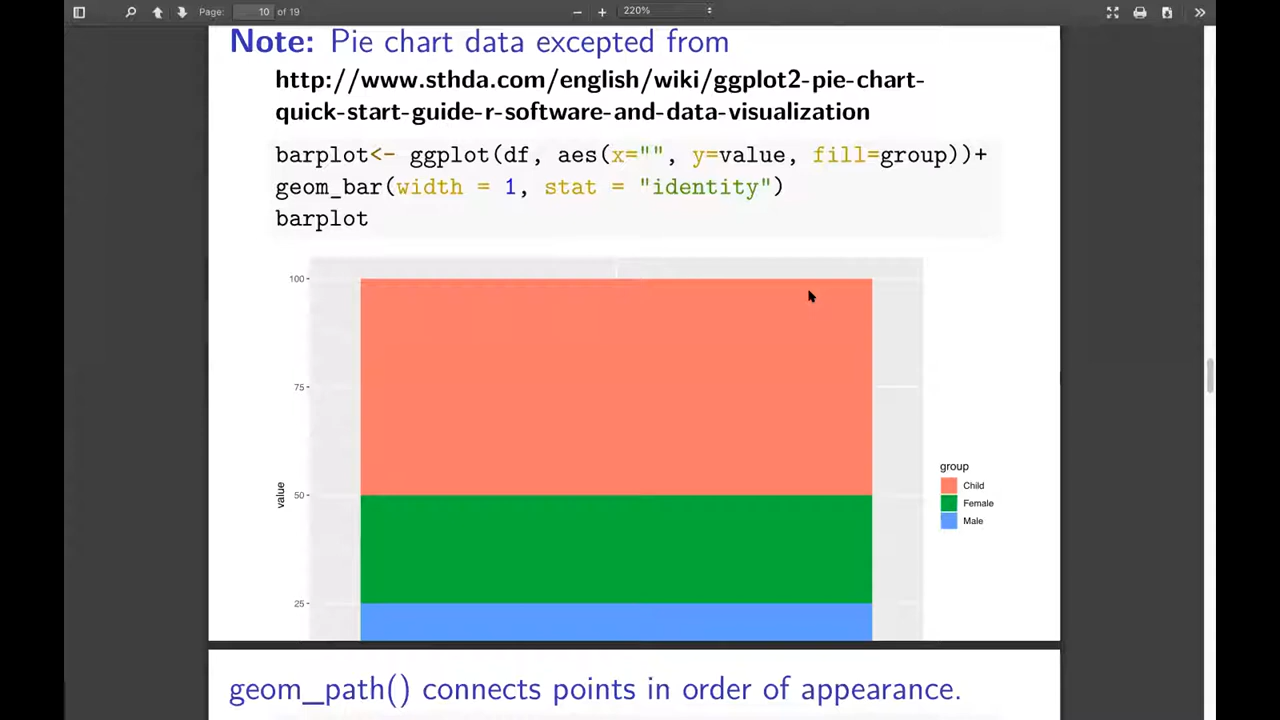 Page: 10 of 19
220%
Note: Pie chart data excepted from
http://www.sthda.com/english/wiki/ggplot2-pie-chart-
quick-start-guide-r-software-and-data-visualization
barplot<- ggplot(df, aes(x="", y=value, fill=group))+
geom_bar(width = 1, stat = "identity")
barplot
100
75
50
25
value
group
Child
Female
Male
geom_path() connects points in order of appearance.